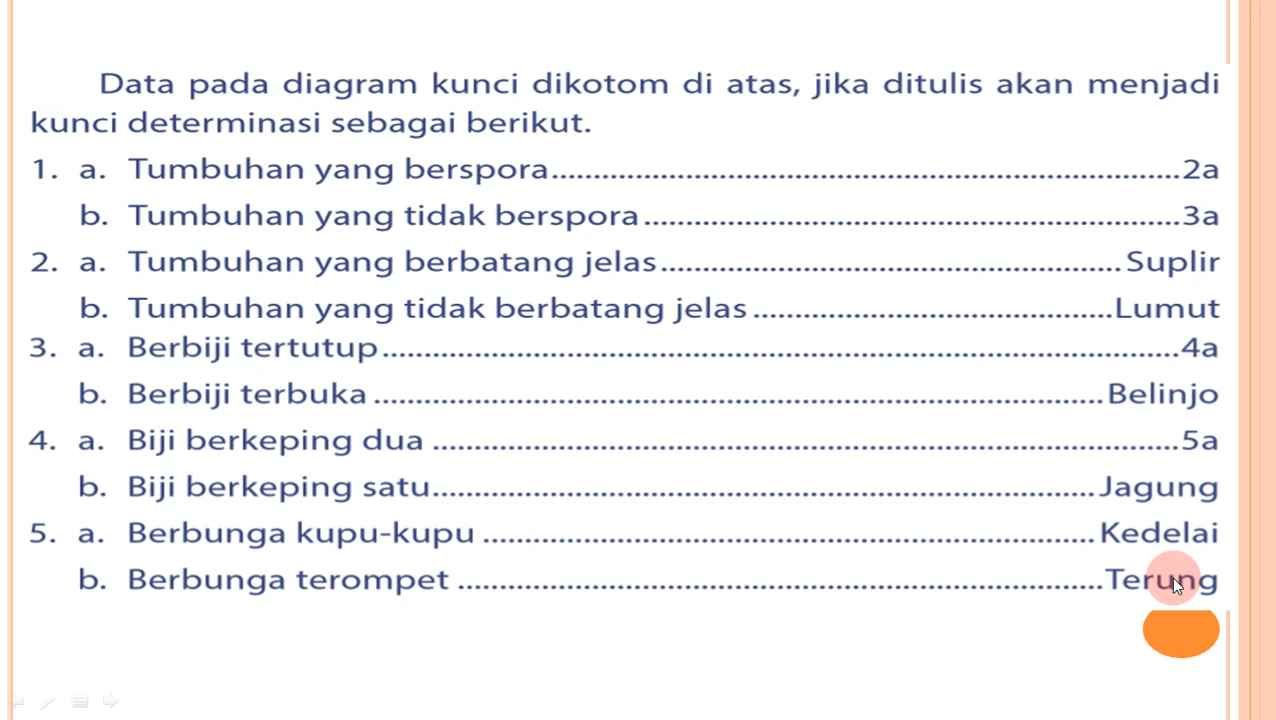 Data pada diagram kunci dikotom di atas, jika ditulis akan menjadi
kunci determinasi sebagai berikut.
1. a. Tumbuhan yang berspora...........................................................................2a
b. Tumbuhan yang tidak berspora................................................................3a
2. a. Tumbuhan yang berbatang jelas.......................................................Suplir
b. Tumbuhan yang tidak berbatang jelas ...........................................Lumut
3. a. Berbiji tertutup...............................................................................................4a
b. Berbiji terbuka .......................................................................................Belinjo
4. a. Biji berkeping dua .........................................................................................5a
b. Biji berkeping satu...............................................................................Jagung
5. a. Berbunga kupu-kupu .........................................................................Kedelai
b. Berbunga terompet .............................................................................Terung